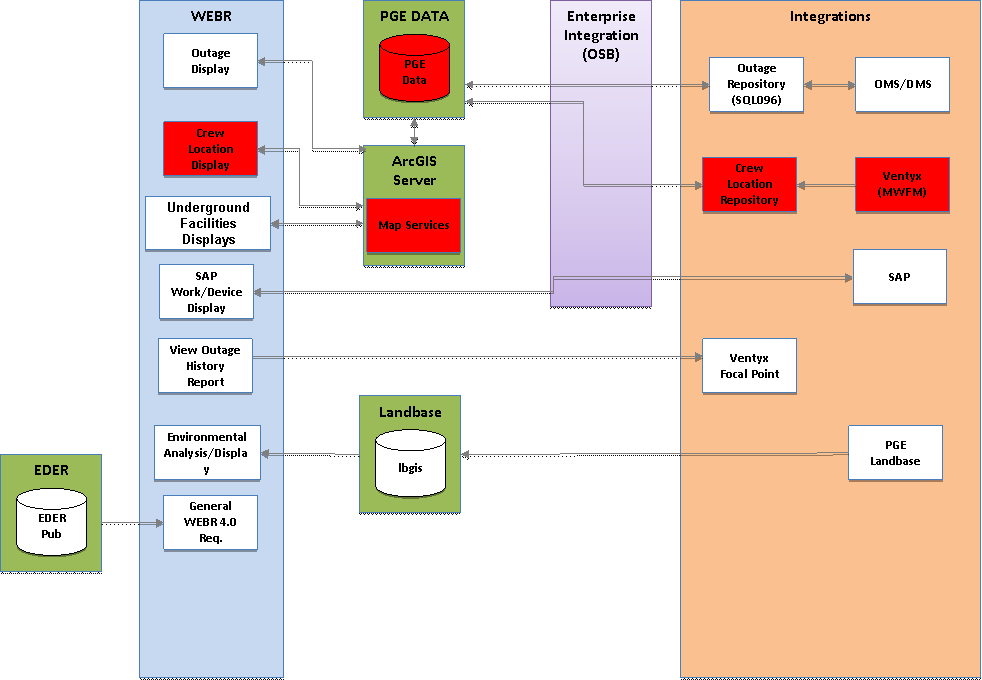 WEBR
Outage
Display
Crew
Location
Display
Underground
Facilities
Displays
SAP
Work/Device
Display
View Outage
History
Report
Environmental
Analysis/Displa
y
General
WEBR 4.0
Req.
EDER
EDER
Pub
PGE DATA
PGE
Data
ArcGIS
Server
Map Services
Landbase
lbgis
Enterprise
Integration
(OSB)
Integrations
Outage
Repository
(SQL096)
OMS/DMS
Crew
Location
Repository
Ventyx
(MWFM)
SAP
Ventyx
Focal Point
PGE
Landbase